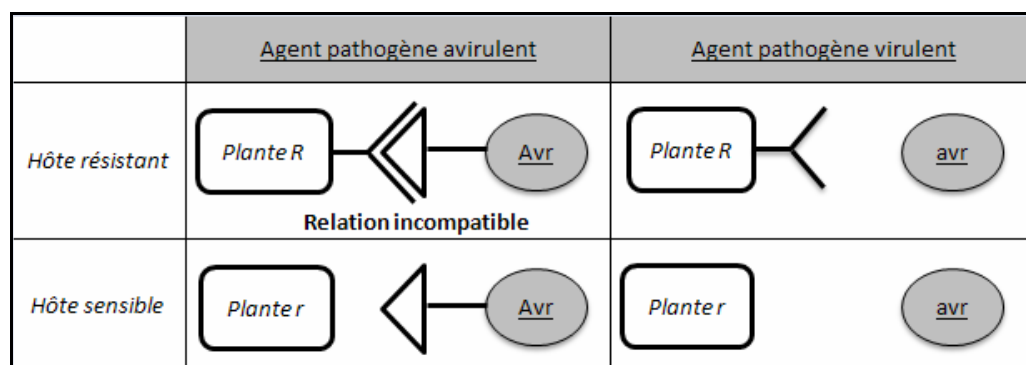 Agent pathogène avirulent
Agent pathogène virulent
Hôte résistant
Plante R
Avr
Plante R
avr
Relation incompatible
Hôte sensible
Plante r
Avr
Plante r
avr